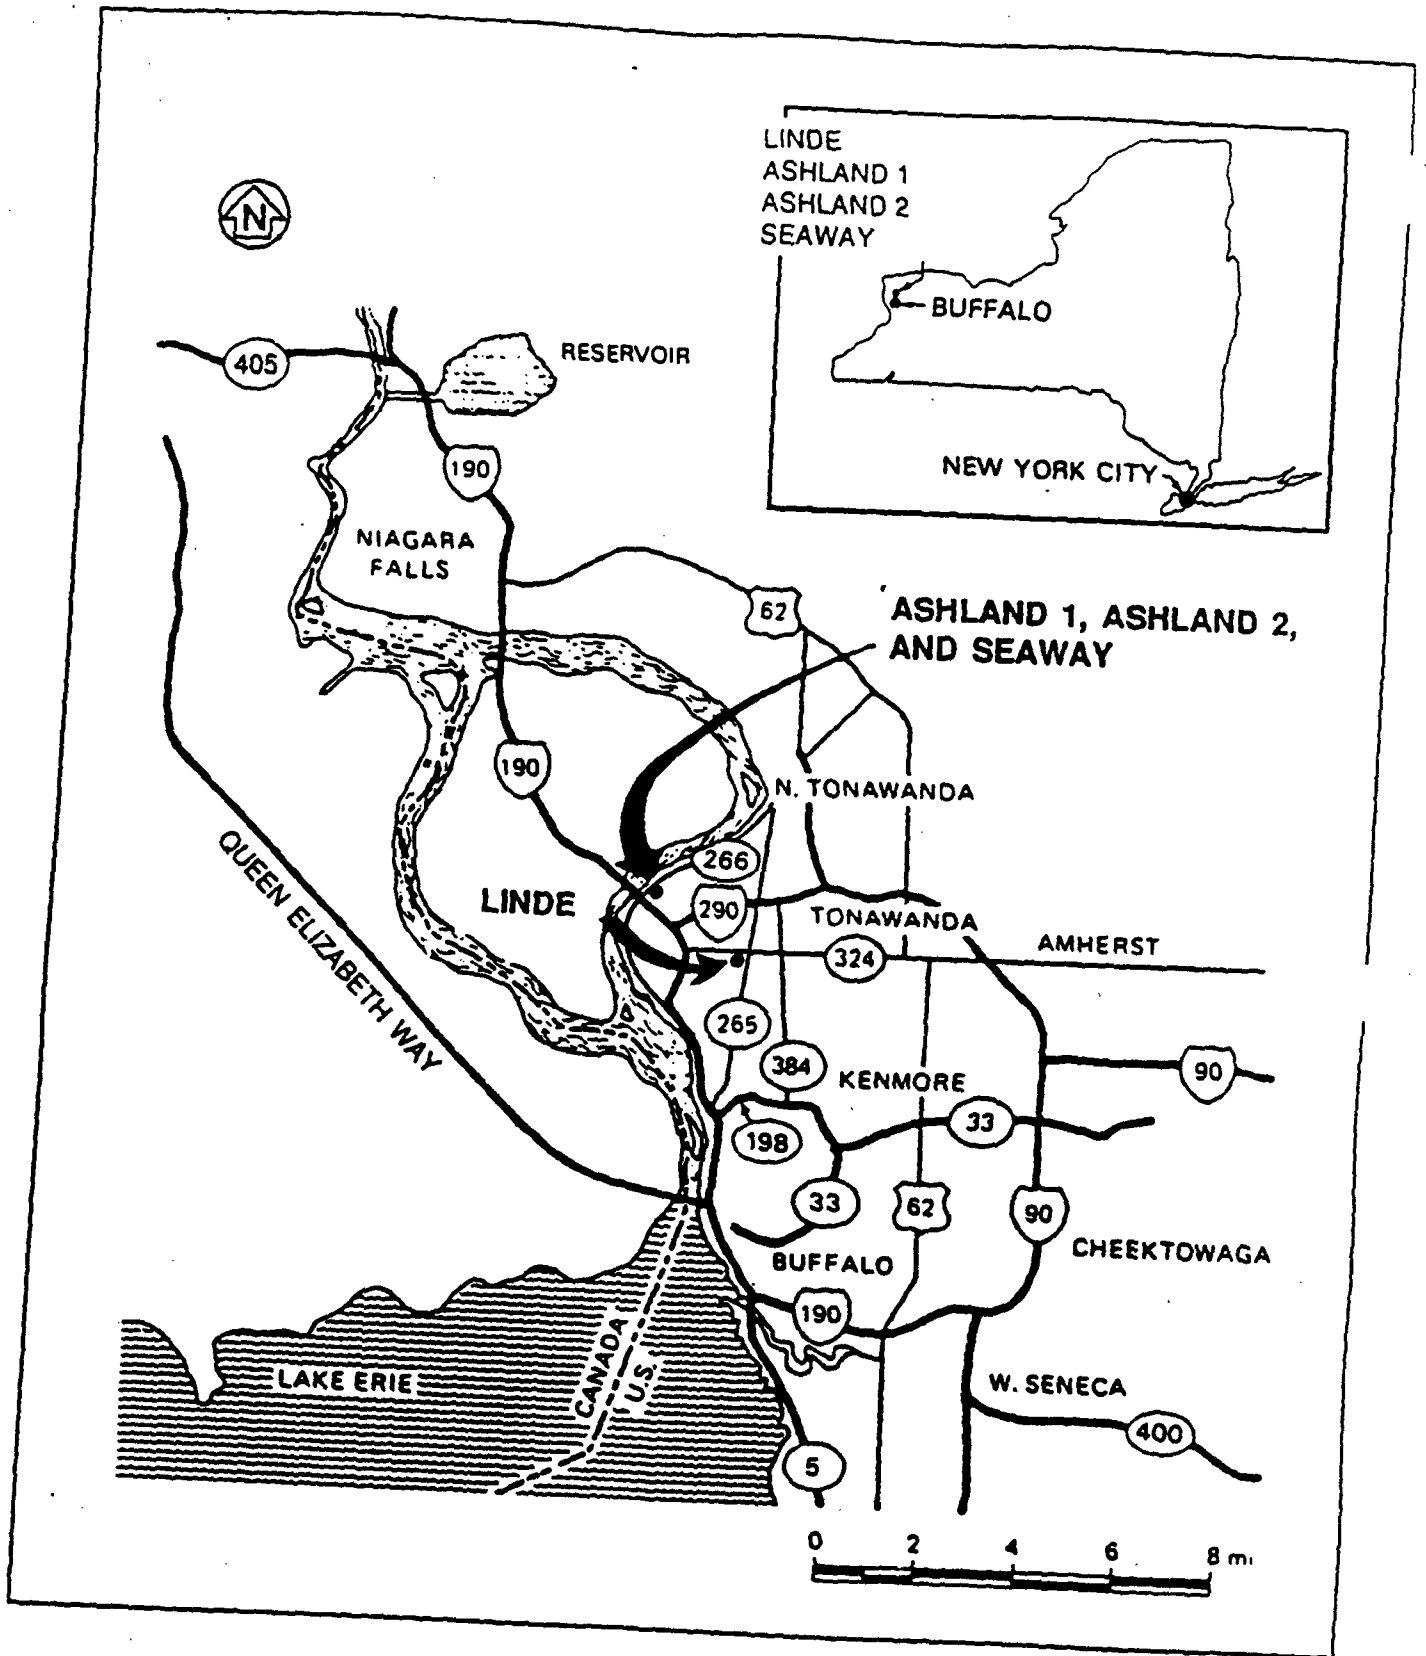 LINDE
ASHLAND 1
ASHLAND 2
SEAWAY
BUFFALO
NEW YORK CITY
N
405
RESERVOIR
190
NIAGARA
FALLS
62
ASHLAND 1, ASHLAND 2,
AND SEAWAY
190
N. TONAWANDA
266
LINDE
290
TONAWANDA
324
AMHERST
QUEEN ELIZABETH WAY
265
384
KENMORE
90
33
198
33
62
90
CHEEKTOWAGA
BUFFALO
190
LAKE ERIE
CANADA
U.S.
W. SENECA
400
5
0 2 4 6 8 mi